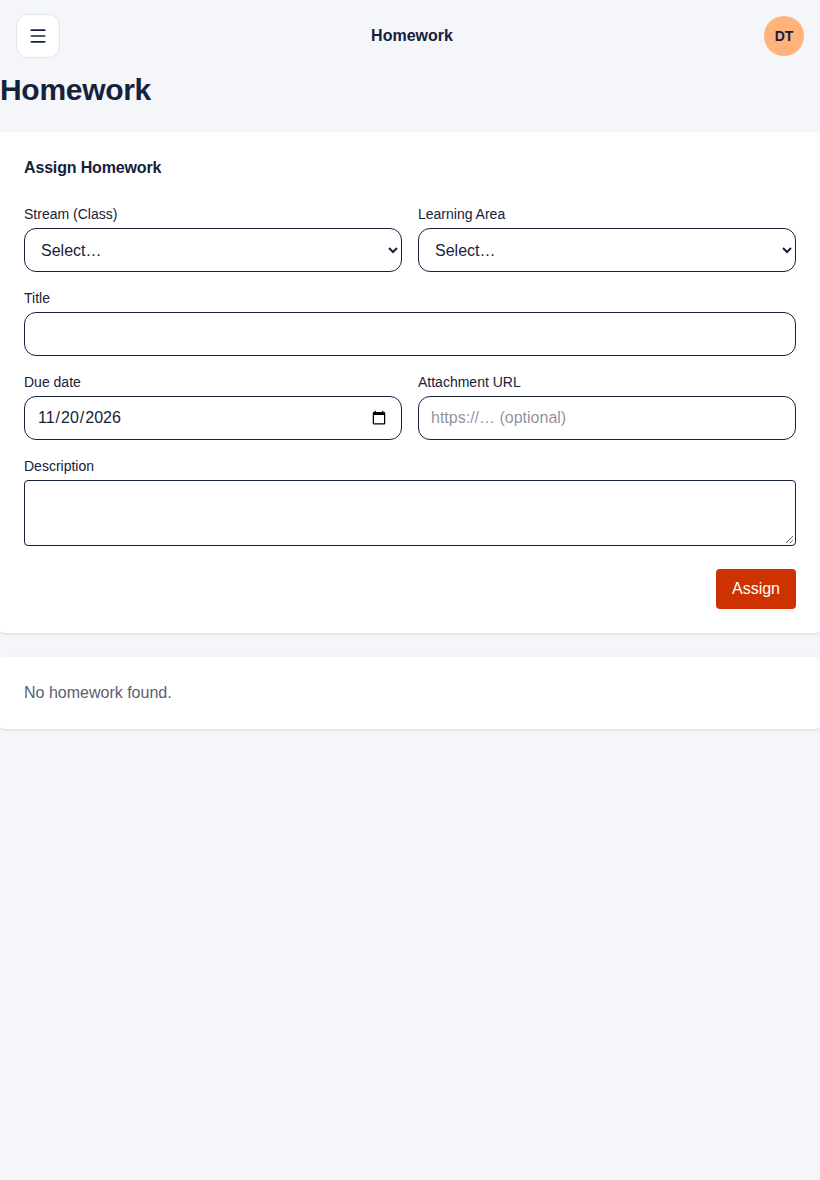 Homework
DT
Homework
Assign Homework
Stream (Class)
Learning Area
Select…
Select…
Title
Due date
Attachment URL
11/20/2026
https://… (optional)
Description
Assign
No homework found.